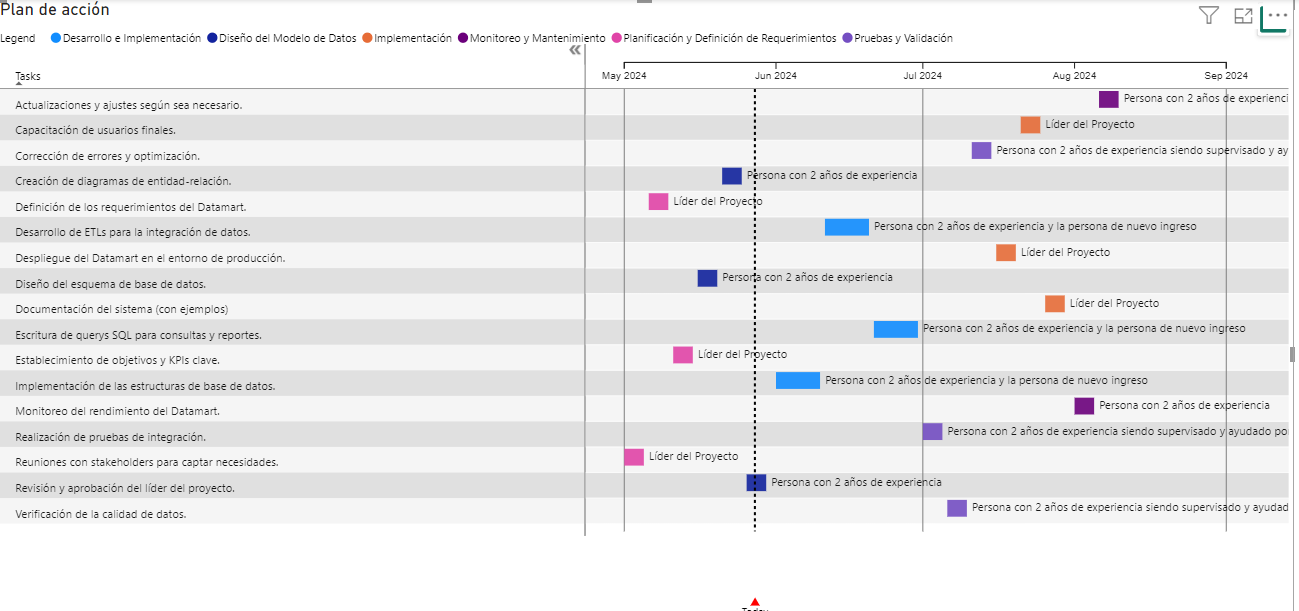 Plan de acción
Legend Desarrollo e Implementación Diseño del Modelo de Datos Implementación Monitoreo y Mantenimiento Planificación y Definición de Requerimientos Pruebas y Validación
May 2024 Jun 2024 Jul 2024 Aug 2024 Sep 2024
Tasks
Actualizaciones y ajustes según sea necesario. Persona con 2 años de experienci
Capacitación de usuarios finales. Líder del Proyecto
Corrección de errores y optimización. Persona con 2 años de experiencia siendo supervisado y ay
Creación de diagramas de entidad-relación. Persona con 2 años de experiencia
Definición de los requerimientos del Datamart. Líder del Proyecto
Desarrollo de ETLs para la integración de datos. Persona con 2 años de experiencia y la persona de nuevo ingreso
Despliegue del Datamart en el entorno de producción. Líder del Proyecto
Diseño del esquema de base de datos. Persona con 2 años de experiencia
Documentación del sistema (con ejemplos) Líder del Proyecto
Escritura de querys SQL para consultas y reportes. Persona con 2 años de experiencia y la persona de nuevo ingreso
Establecimiento de objetivos y KPIs clave. Líder del Proyecto
Implementación de las estructuras de base de datos. Persona con 2 años de experiencia y la persona de nuevo ingreso
Monitoreo del rendimiento del Datamart. Persona con 2 años de experiencia
Realización de pruebas de integración. Persona con 2 años de experiencia siendo supervisado y ayudado po
Reuniones con stakeholders para captar necesidades. Líder del Proyecto
Revisión y aprobación del líder del proyecto. Persona con 2 años de experiencia
Verificación de la calidad de datos. Persona con 2 años de experiencia siendo supervisado y ayudad
Today